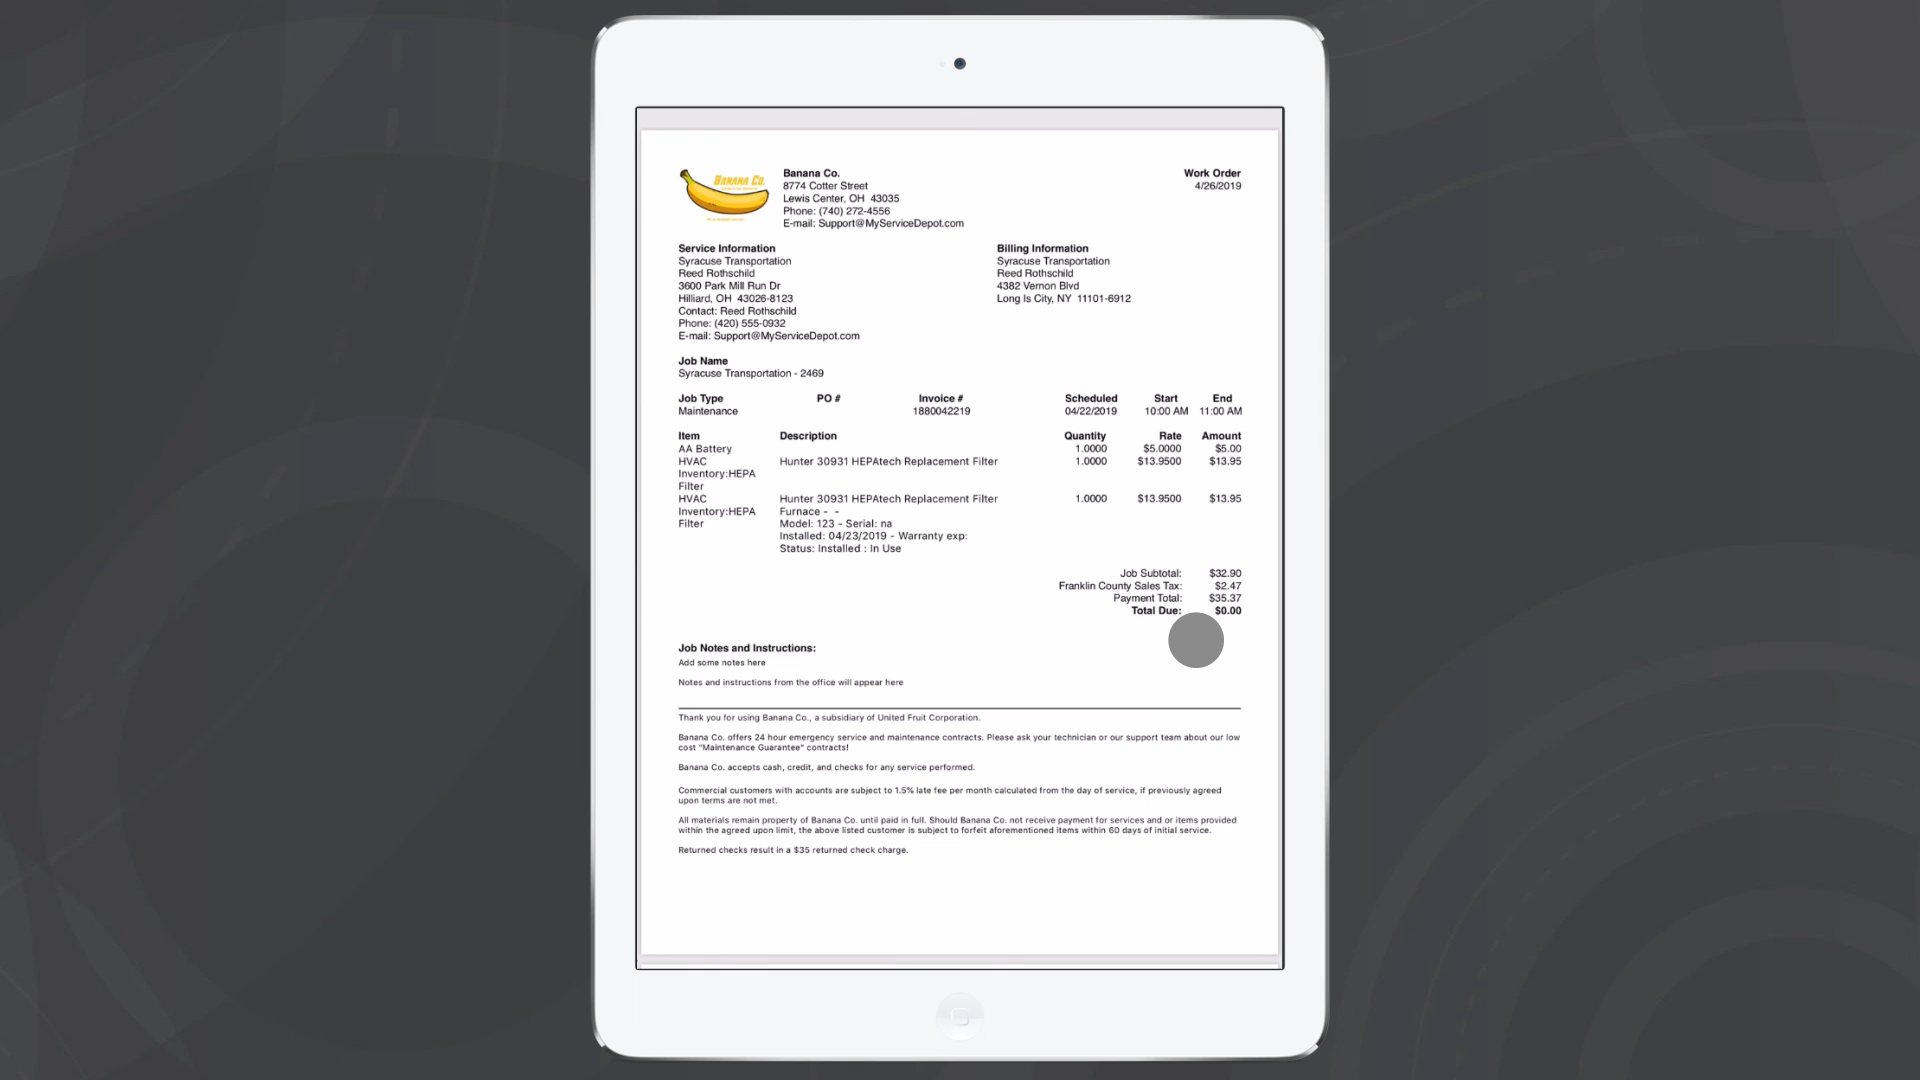 BANANA CO.
Banana Co.
8774 Cotter Street
Lewis Center, OH  43035
Phone: (740) 272-4556
E-mail: Support@MyServiceDepot.com
Work Order
4/26/2019
Service Information
Syracuse Transportation
Reed Rothschild
3600 Park Mill Run Dr
Hilliard, OH  43026-8123
Contact: Reed Rothschild
Phone: (420) 555-0932
E-mail: Support@MyServiceDepot.com
Billing Information
Syracuse Transportation
Reed Rothschild
4382 Vernon Blvd
Long Is City, NY  11101-6912
Job Name
Syracuse Transportation - 2469
Job Type PO # Invoice # Scheduled Start End
Maintenance 1880042219 04/22/2019 10:00 AM 11:00 AM
Item Description Quantity Rate Amount
AA Battery 1.0000 $5.0000 $5.00
HVAC Hunter 30931 HEPAtech Replacement Filter 1.0000 $13.9500 $13.95
Inventory:HEPA
Filter
HVAC Hunter 30931 HEPAtech Replacement Filter 1.0000 $13.9500 $13.95
Inventory:HEPA Furnace -  -
Filter Model: 123 - Serial: na
Installed: 04/23/2019 - Warranty exp:
Status: Installed : In Use
Job Subtotal: $32.90
Franklin County Sales Tax: $2.47
Payment Total: $35.37
Total Due: $0.00
Job Notes and Instructions:
Add some notes here
Notes and instructions from the office will appear here
Thank you for using Banana Co., a subsidiary of United Fruit Corporation.
Banana Co. offers 24 hour emergency service and maintenance contracts. Please ask your technician or our support team about our low
cost "Maintenance Guarantee" contracts!
Banana Co. accepts cash, credit, and checks for any service performed.
Commercial customers with accounts are subject to 1.5% late fee per month calculated from the day of service, if previously agreed
upon terms are not met.
All materials remain property of Banana Co. until paid in full. Should Banana Co. not receive payment for services and or items provided
within the agreed upon limit, the above listed customer is subject to forfeit aforementioned items within 60 days of initial service.
Returned checks result in a $35 returned check charge.